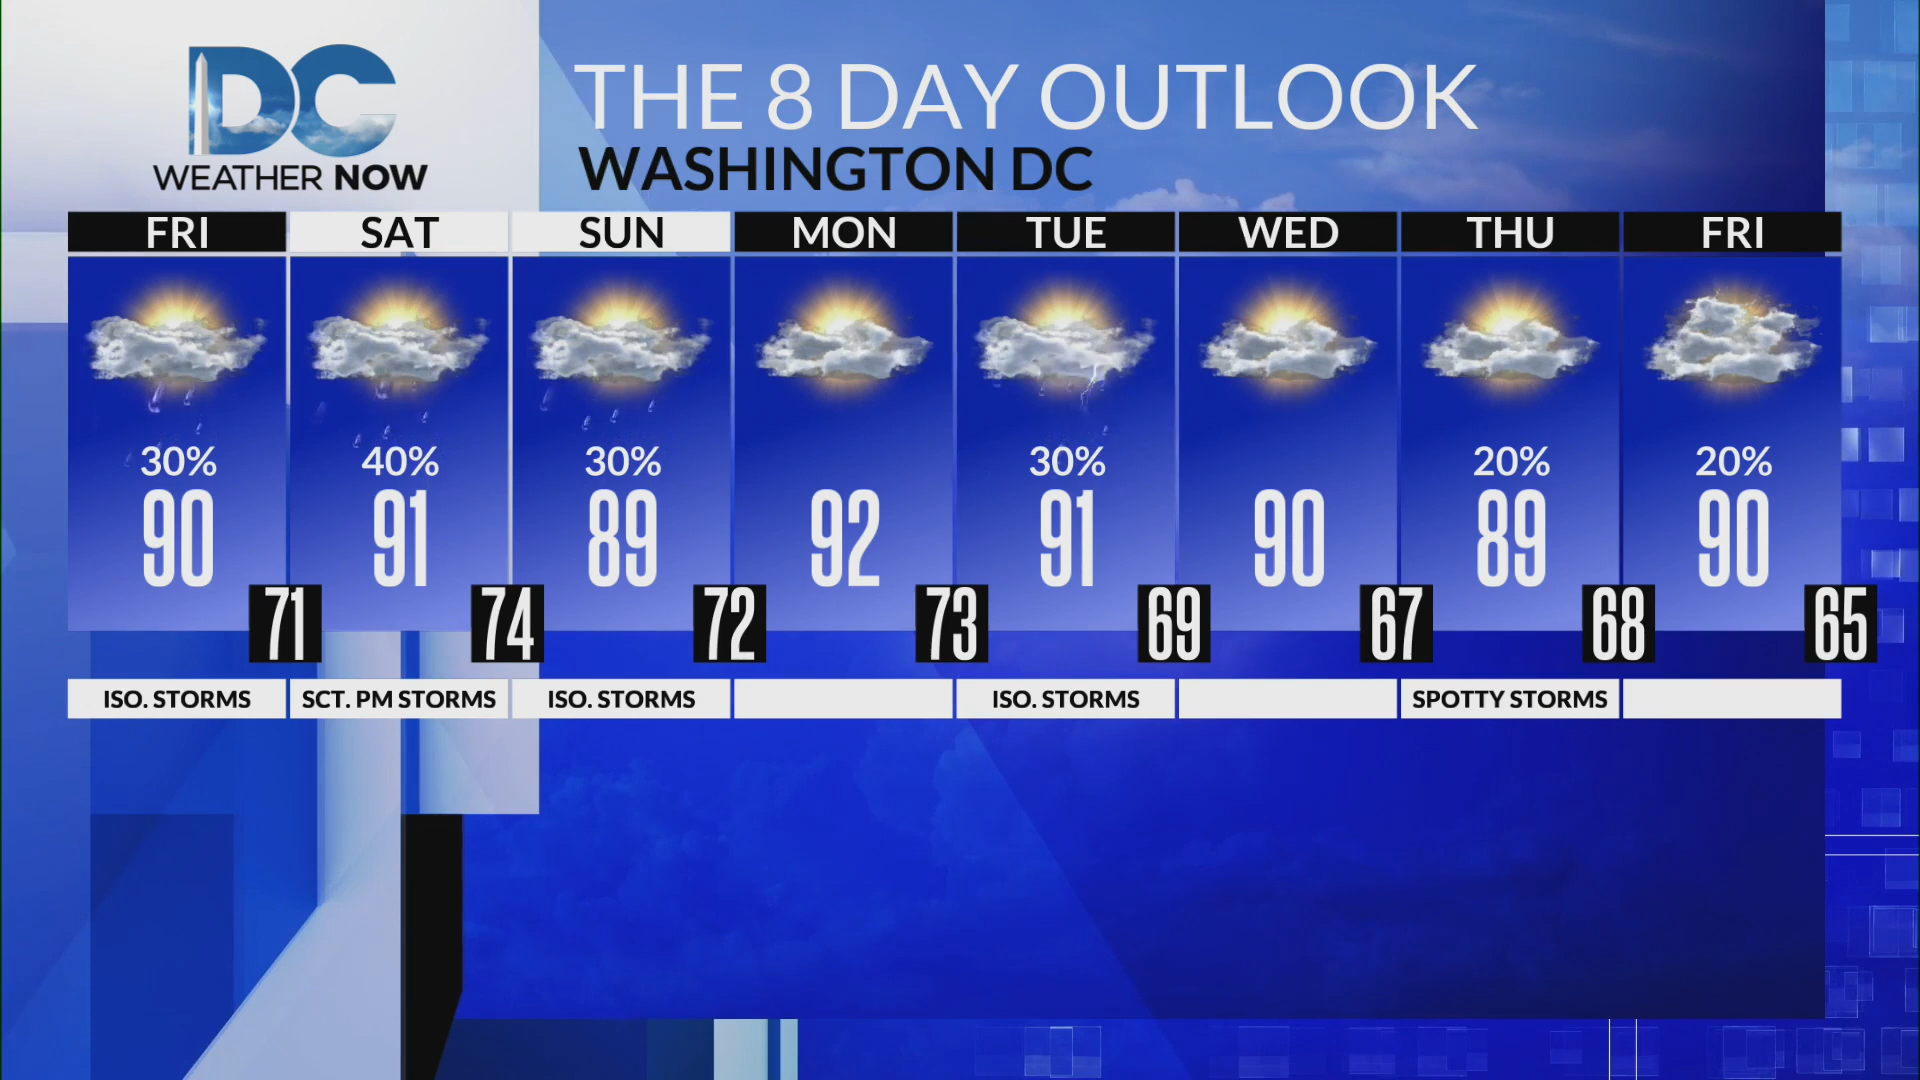 DC
WEATHER NOW
THE 8 DAY OUTLOOK
WASHINGTON DC
FRI SAT SUN MON TUE WED THU FRI
30% 40% 30% 30% 20% 20%
90 91 89 92 91 90 89 90
71 74 72 73 69 67 68 65
ISO. STORMS SCT. PM STORMS ISO. STORMS ISO. STORMS SPOTTY STORMS